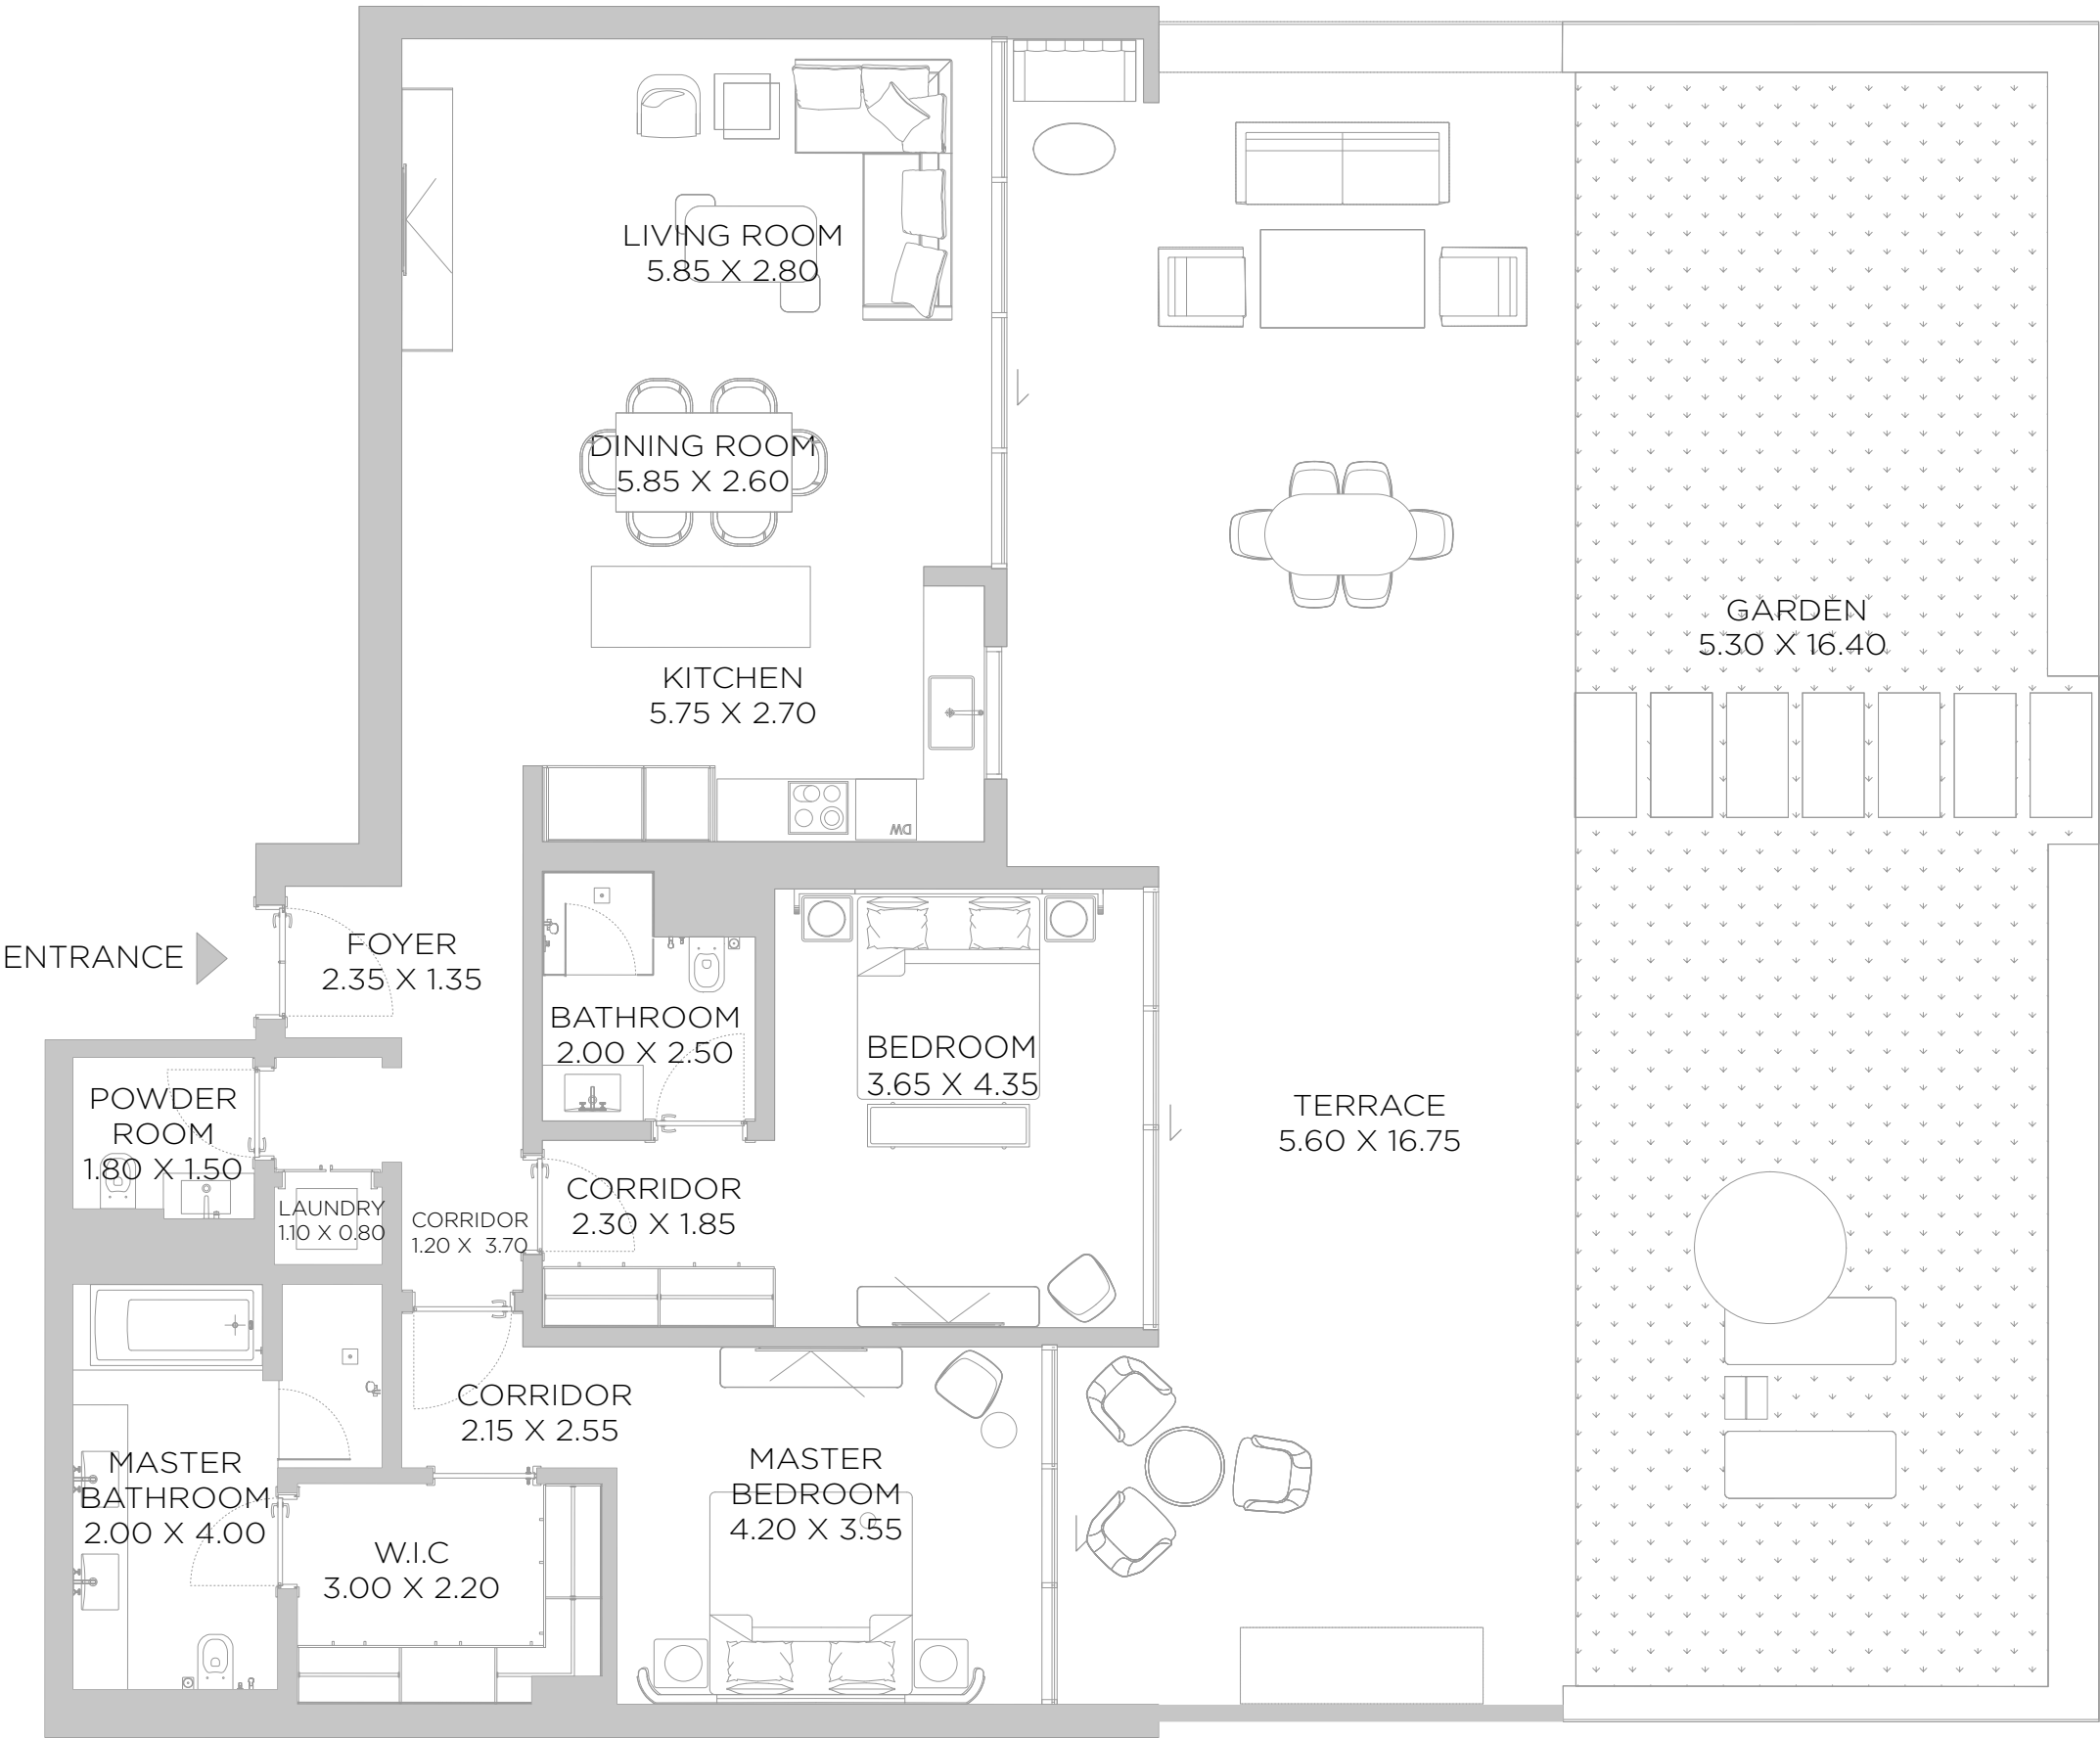 LIVING ROOM
5.85 X 2.80
DINING ROOM
5.85 X 2.60
KITCHEN
5.75 X 2.70
DW
GARDEN
5.30 X 16.40
ENTRANCE
FOYER
2.35 X 1.35
BATHROOM
2.00 X 2.50
BEDROOM
3.65 X 4.35
POWDER
ROOM
1.80 X 1.50
TERRACE
5.60 X 16.75
LAUNDRY
1.10 X 0.80
CORRIDOR
1.20 X 3.70
CORRIDOR
2.30 X 1.85
CORRIDOR
2.15 X 2.55
MASTER
BATHROOM
2.00 X 4.00
MASTER
BEDROOM
4.20 X 3.55
W.I.C
3.00 X 2.20